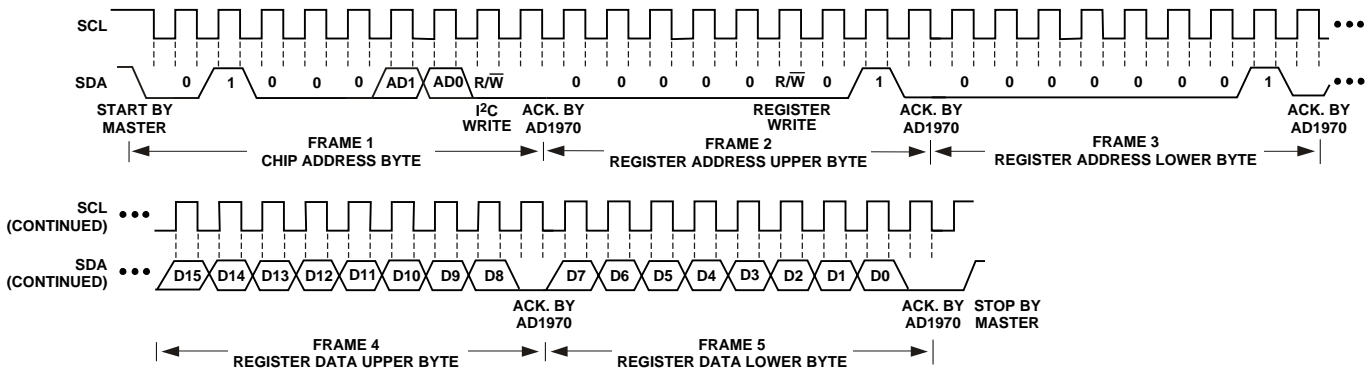 SCL •••
SDA 0 1 0 0 0 AD1 AD0 R/W̅ 0 0 0 0 0 R/W̅ 0 1 0 0 0 0 0 0 0 1 •••
START BY MASTER
I²C WRITE
ACK. BY AD1970
REGISTER WRITE
ACK. BY AD1970
ACK. BY AD1970
FRAME 1
CHIP ADDRESS BYTE
FRAME 2
REGISTER ADDRESS UPPER BYTE
FRAME 3
REGISTER ADDRESS LOWER BYTE
SCL
(CONTINUED) •••
SDA
(CONTINUED) ••• D15 D14 D13 D12 D11 D10 D9 D8 D7 D6 D5 D4 D3 D2 D1 D0
ACK. BY
AD1970
ACK. BY
AD1970
STOP BY
MASTER
FRAME 4
REGISTER DATA UPPER BYTE
FRAME 5
REGISTER DATA LOWER BYTE